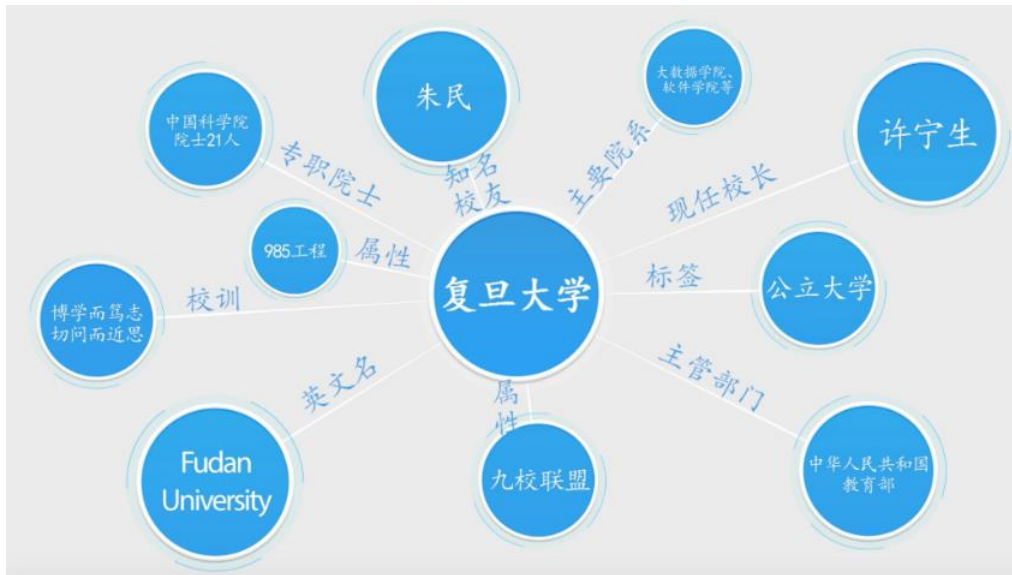 中国科学院
院士21人
专职院士
朱民
知名
校友
大数据学院、
软件学院等
主要院系
许宁生
现任校长
985工程
属性
复旦大学
标签
公立大学
博学而笃志
切问而近思
校训
英文名
Fudan
University
属
性
九校联盟
主管部门
中华人民共和国
教育部